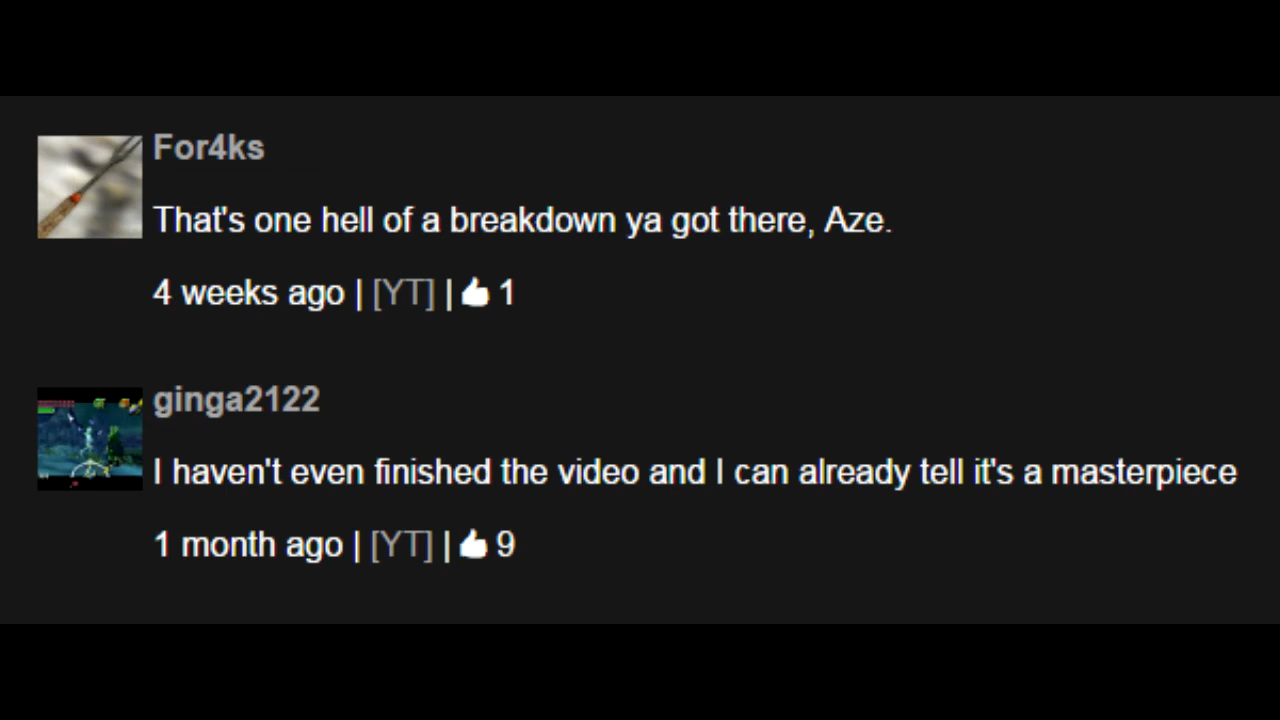 For4ks
That's one hell of a breakdown ya got there, Aze.
4 weeks ago | [YT] | 1
ginga2122
I haven't even finished the video and I can already tell it's a masterpiece
1 month ago | [YT] | 9